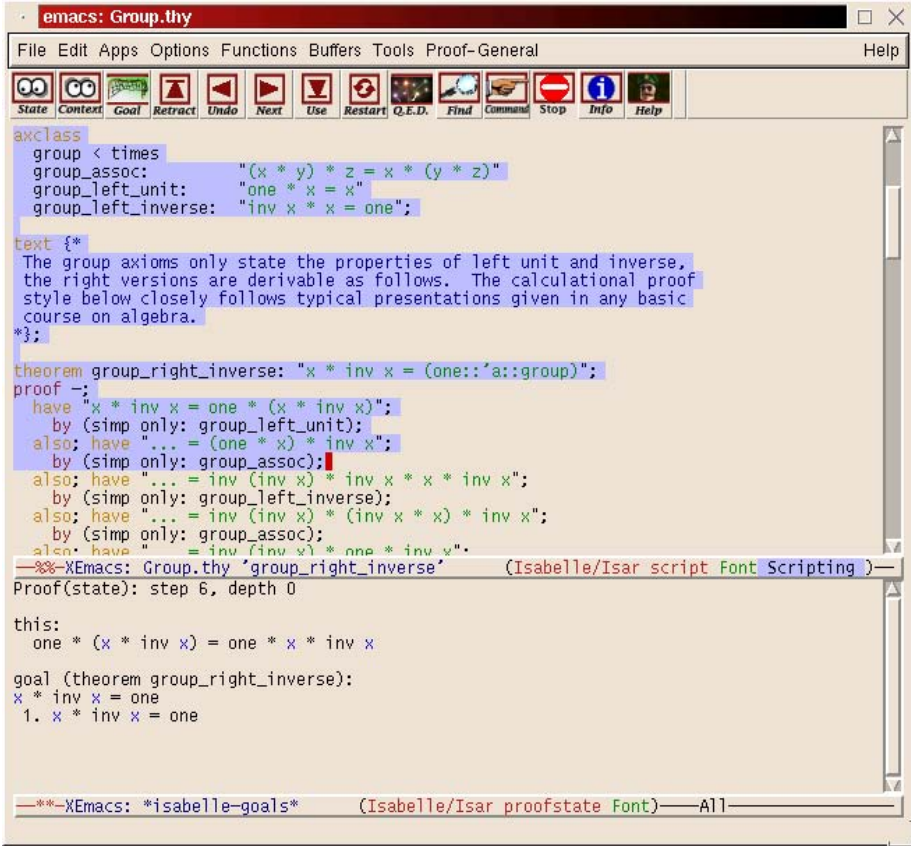 emacs: Group.thy
File Edit Apps Options Functions Buffers Tools Proof-General Help
State Context Goal Retract Undo Next Use Restart Q.E.D. Find Command Stop Info Help
axclass
  group < times
  group_assoc:         "(x * y) * z = x * (y * z)"
  group_left_unit:     "one * x = x"
  group_left_inverse:  "inv x * x = one";
text {*
 The group axioms only state the properties of left unit and inverse,
 the right versions are derivable as follows.  The calculational proof
 style below closely follows typical presentations given in any basic
 course on algebra.
*};
theorem group_right_inverse: "x * inv x = (one::'a::group)";
proof -;
  have "x * inv x = one * (x * inv x)";
    by (simp only: group_left_unit);
  also; have "... = (one * x) * inv x";
    by (simp only: group_assoc);
  also; have "... = inv (inv x) * inv x * x * inv x";
    by (simp only: group_left_inverse);
  also; have "... = inv (inv x) * (inv x * x) * inv x";
    by (simp only: group_assoc);
  also; have "... = inv (inv x) * one * inv x";
--%%-XEmacs: Group.thy 'group_right_inverse'      (Isabelle/Isar script Font Scripting )--
Proof(state): step 6, depth 0
this:
  one * (x * inv x) = one * x * inv x
goal (theorem group_right_inverse):
x * inv x = one
 1. x * inv x = one
--**-XEmacs: *isabelle-goals*      (Isabelle/Isar proofstate Font)----All----